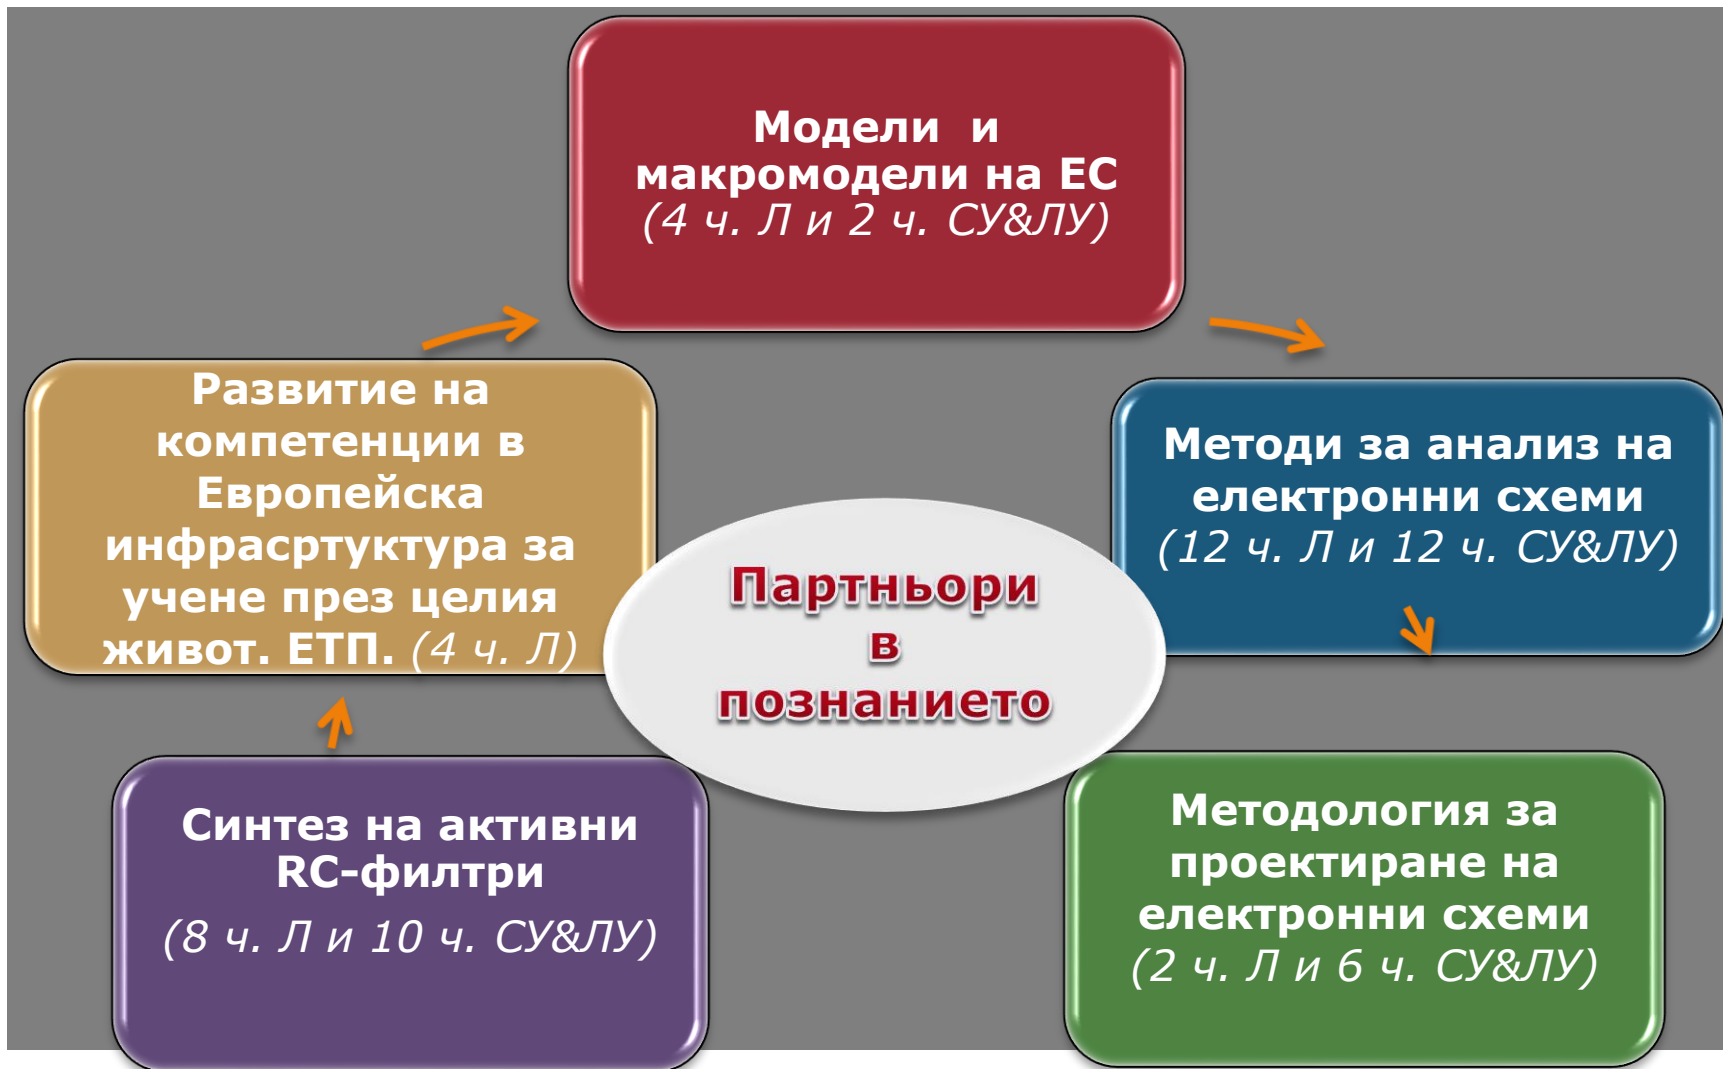 Модели и
макромодели на ЕС
(4 ч. Л и 2 ч. СУ&ЛУ)
Методи за анализ на
електронни схеми
(12 ч. Л и 12 ч. СУ&ЛУ)
Методология за
проектиране на
електронни схеми
(2 ч. Л и 6 ч. СУ&ЛУ)
Синтез на активни
RC-филтри
(8 ч. Л и 10 ч. СУ&ЛУ)
Развитие на
компетенции в
Европейска
инфрасртуктура за
учене през целия
живот. ЕТП. (4 ч. Л)
Партньори
в
познанието